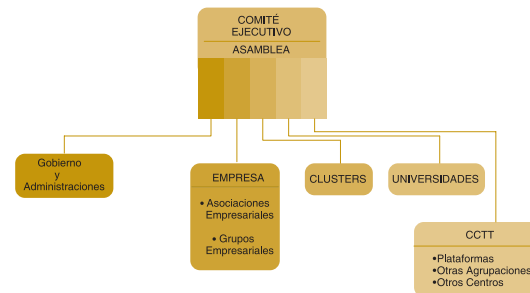 COMITÉ
EJECUTIVO
ASAMBLEA
Gobierno
y
Administraciones
EMPRESA
• Asociaciones
Empresariales
• Grupos
Empresariales
CLUSTERS
UNIVERSIDADES
CCTT
•Plataformas
•Otras Agrupaciones
•Otros Centros